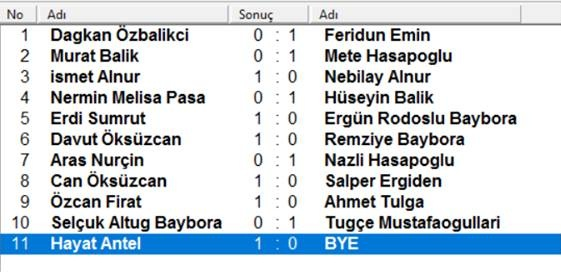 No Adı Sonuç Adı
1 Dagkan Özbalikci 0 : 1 Feridun Emin
2 Murat Balik 0 : 1 Mete Hasapoglu
3 ismet Alnur 1 : 0 Nebilay Alnur
4 Nermin Melisa Pasa 0 : 1 Hüseyin Balik
5 Erdi Sumrut 1 : 0 Ergün Rodoslu Baybora
6 Davut Öksüzcan 1 : 0 Remziye Baybora
7 Aras Nurçin 0 : 1 Nazli Hasapoglu
8 Can Öksüzcan 1 : 0 Salper Ergiden
9 Özcan Firat 1 : 0 Ahmet Tulga
10 Selçuk Altug Baybora 0 : 1 Tugçe Mustafaogullari
11 Hayat Antel 1 : 0 BYE